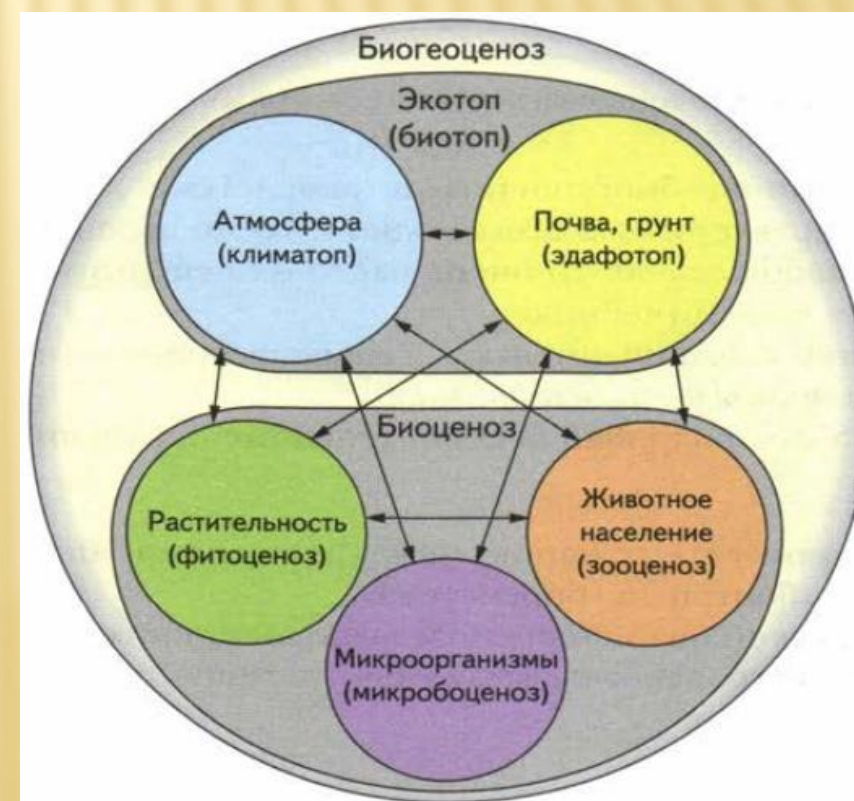 Биогеоценоз
Экотоп
(биотоп)
Атмосфера
(климатоп)
Почва, грунт
(эдафотоп)
Биоценоз
Растительность
(фитоценоз)
Животное
население
(зооценоз)
Микроорганизмы
(микробоценоз)